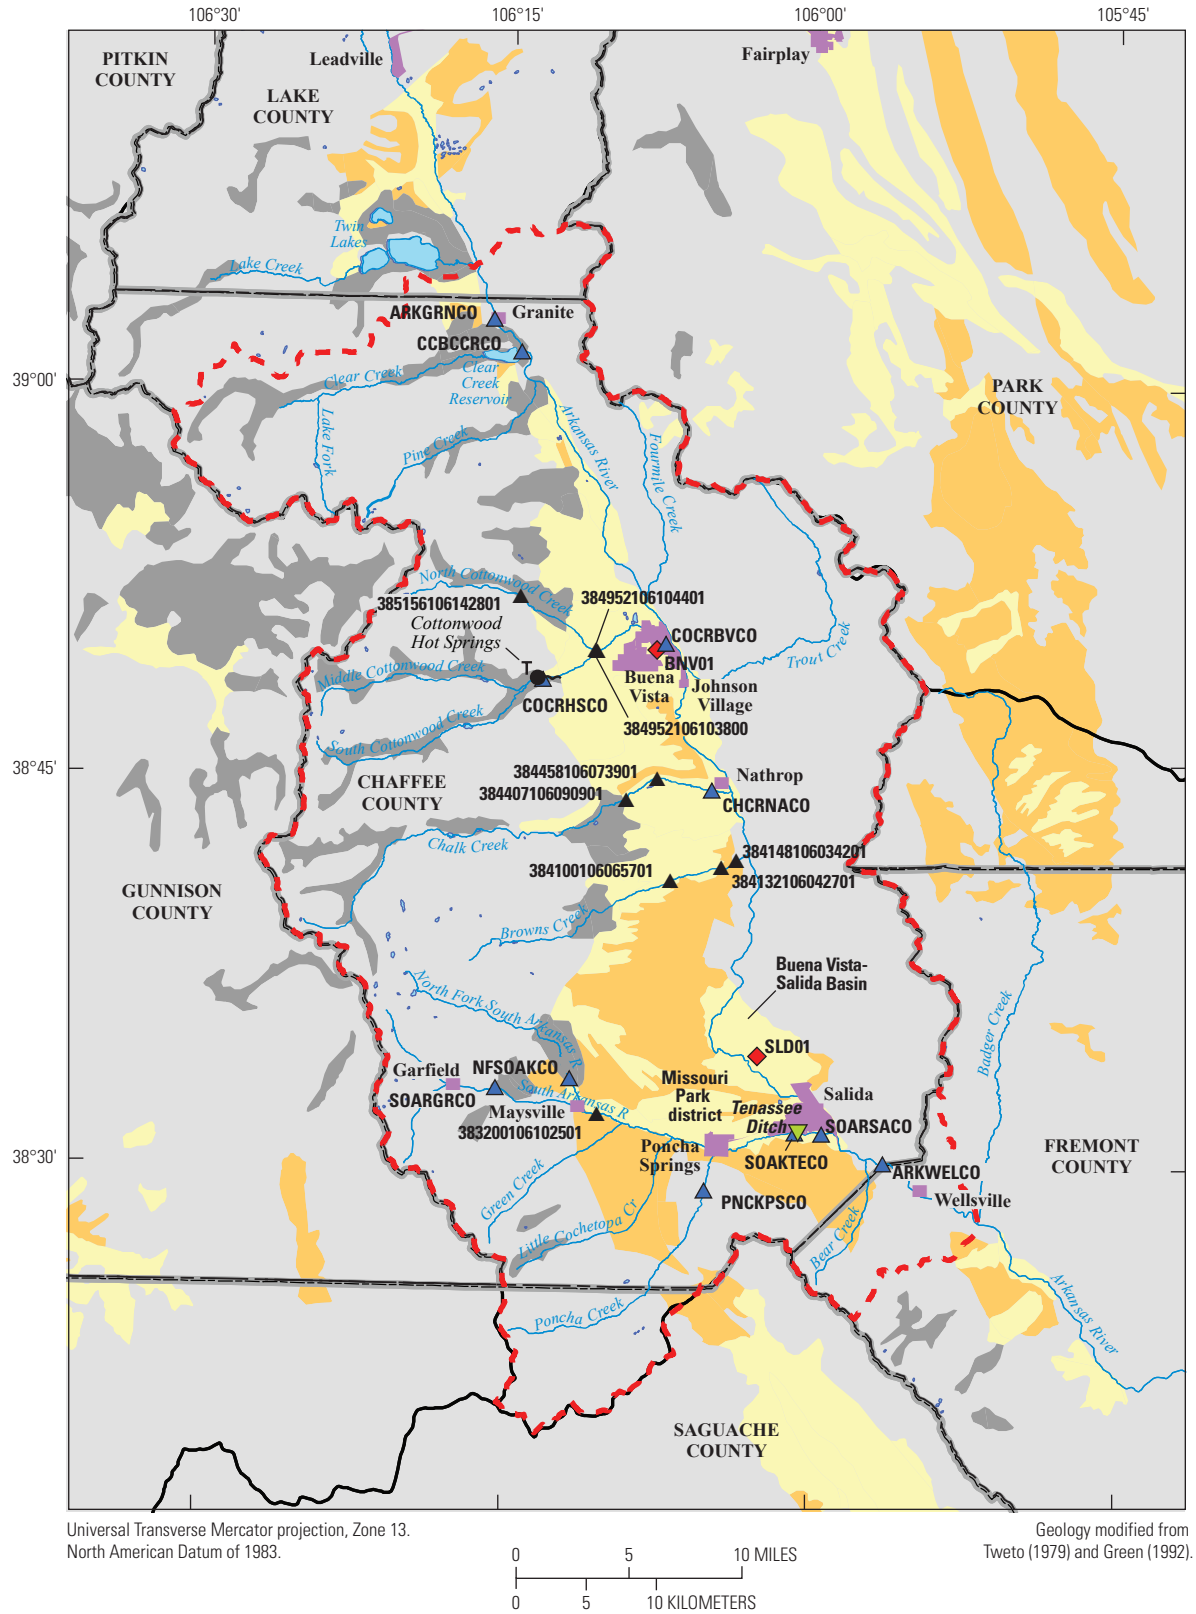 106°30'
106°15'
106°00'
105°45'
PITKIN
COUNTY
Leadville
Fairplay
LAKE
COUNTY
Twin
Lakes
Lake Creek
ARKGRNCO
Granite
CCBCCRCO
39°00'
Clear Creek
Clear
Creek
Reservoir
PARK
COUNTY
Lake Fork
Pine Creek
Arkansas River
Fourmile Creek
North Cottonwood Creek
385156106142801
384952106104401
Cottonwood
Hot Springs
COCRBVCO
Trout Creek
T
BNV01
Middle Cottonwood Creek
Buena
Vista
Johnson
Village
COCRHSCO
South Cottonwood Creek
384952106103800
38°45'
CHAFFEE
COUNTY
384458106073901
Nathrop
384407106090901
CHCRNACO
Chalk Creek
384148106034201
384100106065701
384132106042701
GUNNISON
COUNTY
Browns Creek
Buena Vista-
Salida Basin
North Fork South Arkansas R
Badger Creek
SLD01
Garfield
NFSOAKCO
Missouri
Park
district
SOARGRCO
South Arkansas R
Salida
Maysville
Tenassee
Ditch
SOARSACO
383200106102501
38°30'
Poncha
Springs
SOAKTECO
FREMONT
COUNTY
ARKWELCO
Wellsville
PNCKPSCO
Green Creek
Little Cochetopa Cr
Bear Creek
Arkansas River
Poncha Creek
SAGUACHE
COUNTY
Universal Transverse Mercator projection, Zone 13.
North American Datum of 1983.
Geology modified from
Tweto (1979) and Green (1992).
0 5 10 MILES
0 5 10 KILOMETERS